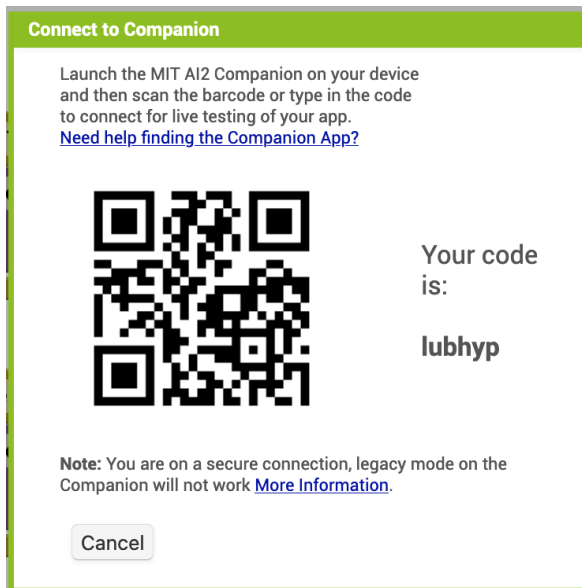 Connect to Companion
Launch the MIT AI2 Companion on your device
and then scan the barcode or type in the code
to connect for live testing of your app.
Need help finding the Companion App?
Your code
is:
lubhyp
Note: You are on a secure connection, legacy mode on the
Companion will not work More Information.
Cancel